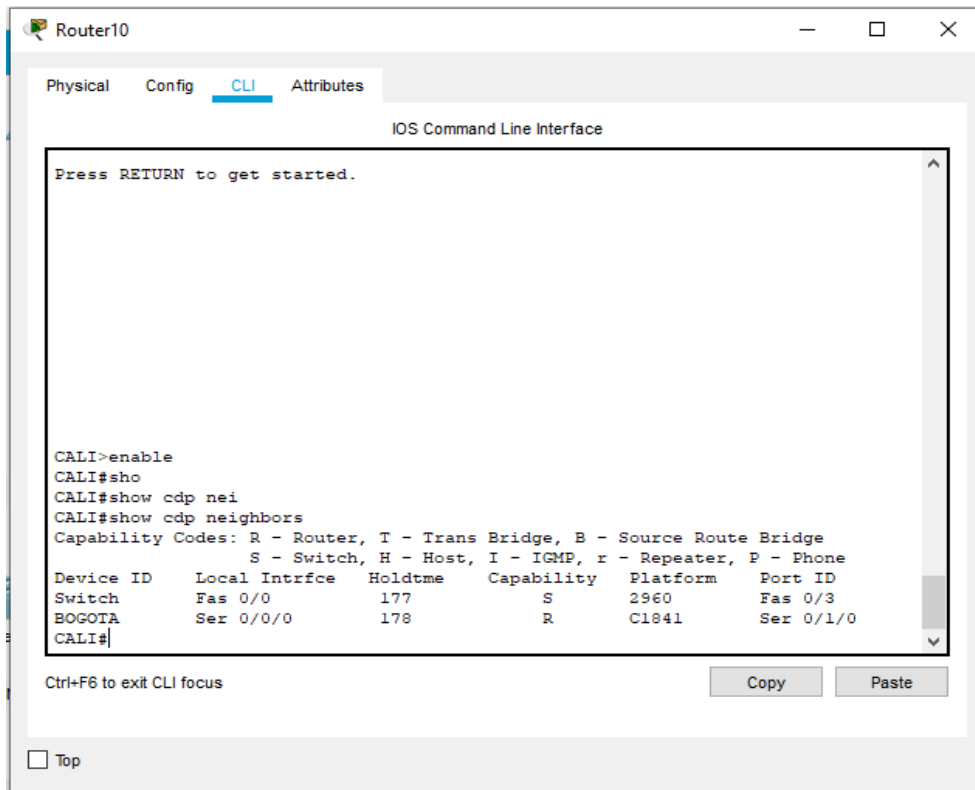 Router10
Physical Config CLI Attributes
IOS Command Line Interface
Press RETURN to get started.
CALI>enable
CALI#sho
CALI#show cdp nei
CALI#show cdp neighbors
Capability Codes: R - Router, T - Trans Bridge, B - Source Route Bridge
S - Switch, H - Host, I - IGMP, r - Repeater, P - Phone
Device ID Local Intrfce Holdtme Capability Platform Port ID
Switch Fas 0/0 177 S 2960 Fas 0/3
BOGOTA Ser 0/0/0 178 R C1841 Ser 0/1/0
CALI#
Ctrl+F6 to exit CLI focus Copy Paste
Top